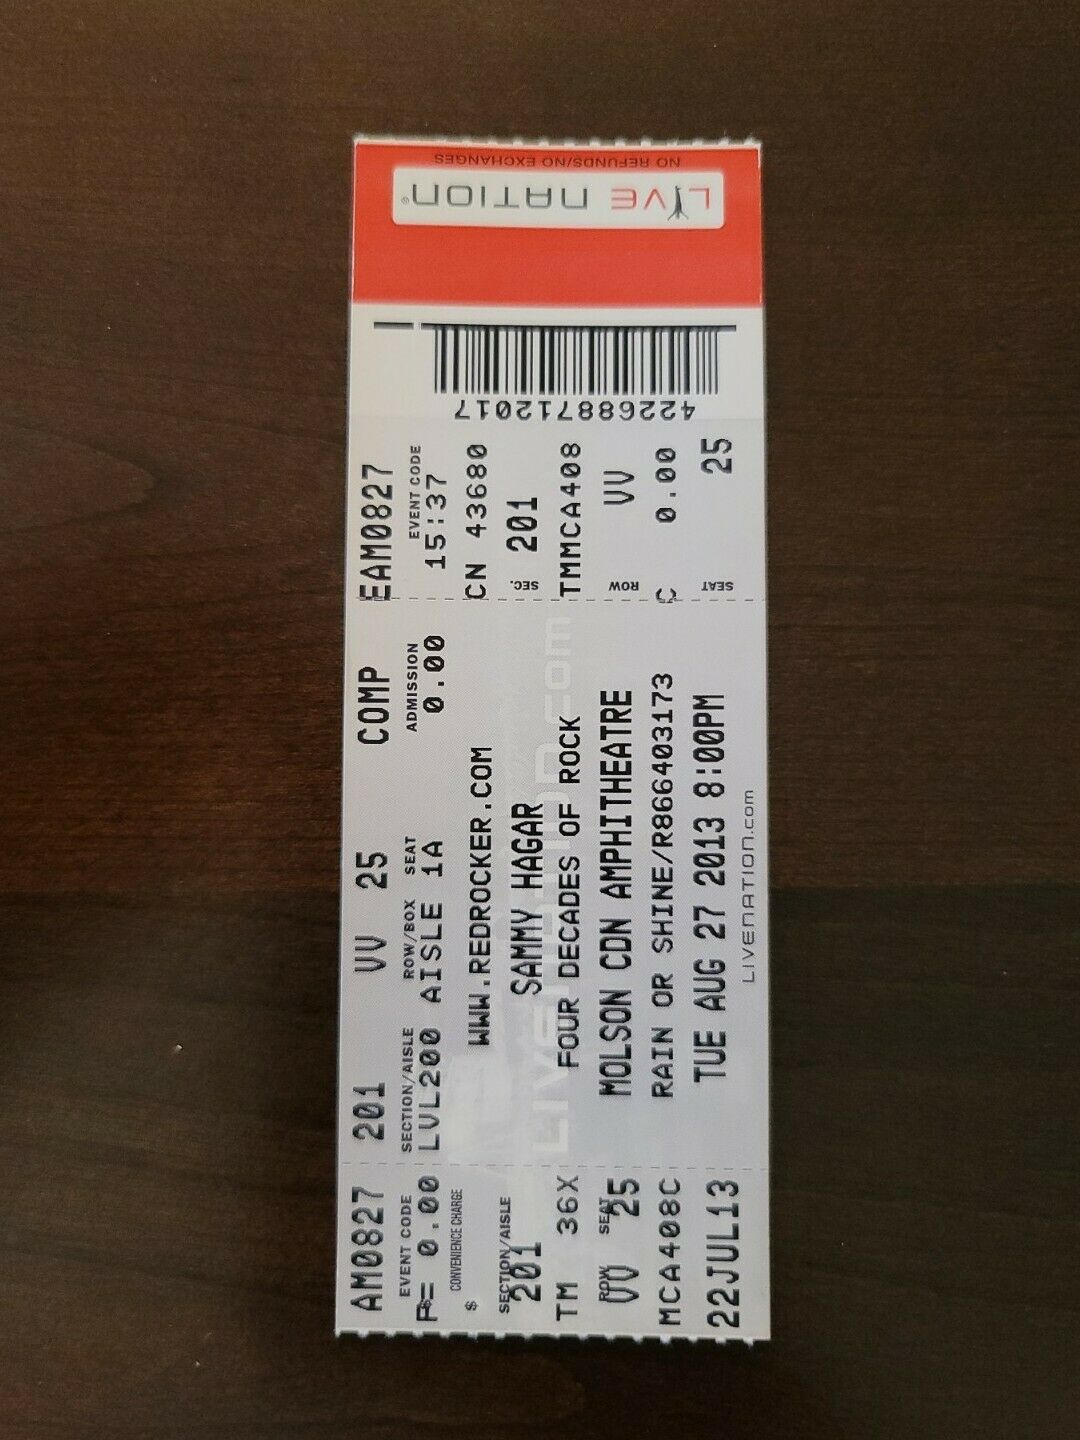 AM0827
EVENT CODE
P= 0.00
$
CONVENIENCE CHARGE
$
SECTION/AISLE
201
TM 36X
ROW SEAT
VV 25
MCA408C
22JUL13
201 VV 25 COMP
SECTION/AISLE ROW/BOX SEAT ADMISSION
LVL200 AISLE 1A 0.00
WWW.REDROCKER.COM
SAMMY HAGAR
FOUR DECADES OF ROCK
MOLSON CDN AMPHITHEATRE
RAIN OR SHINE/R866403173
TUE AUG 27 2013 8:00PM
LIVENATION.com
LIVENATION.com
EAM0827
EVENT CODE
15:37
CN 43680
SEC. 201
TMMCA408
ROW VV
C 0.00
SEAT 25
422688712017
LIVE NATION®
NO REFUNDS/NO EXCHANGES